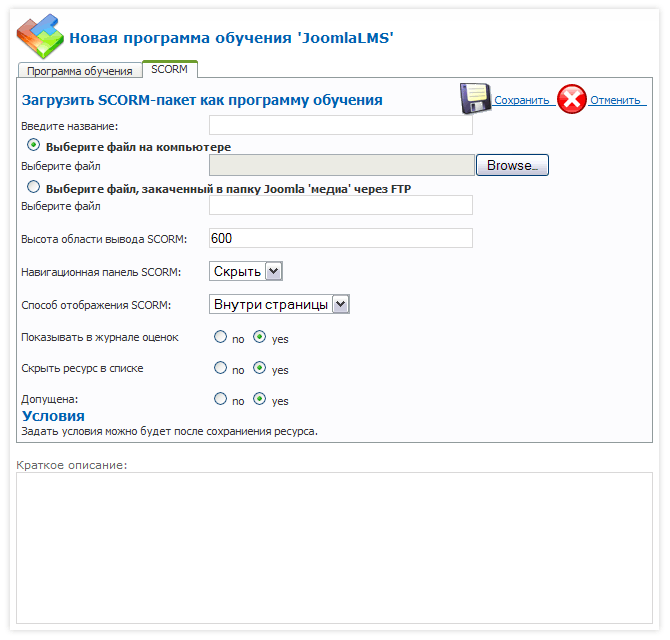 Новая программа обучения 'JoomlaLMS'
Программа обучения SCORM
Загрузить SCORM-пакет как программу обучения Сохранить Отменить
Введите название:
Выберите файл на компьютере
Выберите файл Browse...
Выберите файл, закаченный в папку Joomla 'медиа' через FTP
Выберите файл
Высота области вывода SCORM: 600
Навигационная панель SCORM: Скрыть
Способ отображения SCORM: Внутри страницы
Показывать в журнале оценок no yes
Скрыть ресурс в списке no yes
Допущена: no yes
Условия
Задать условия можно будет после сохраниения ресурса.
Краткое описание: